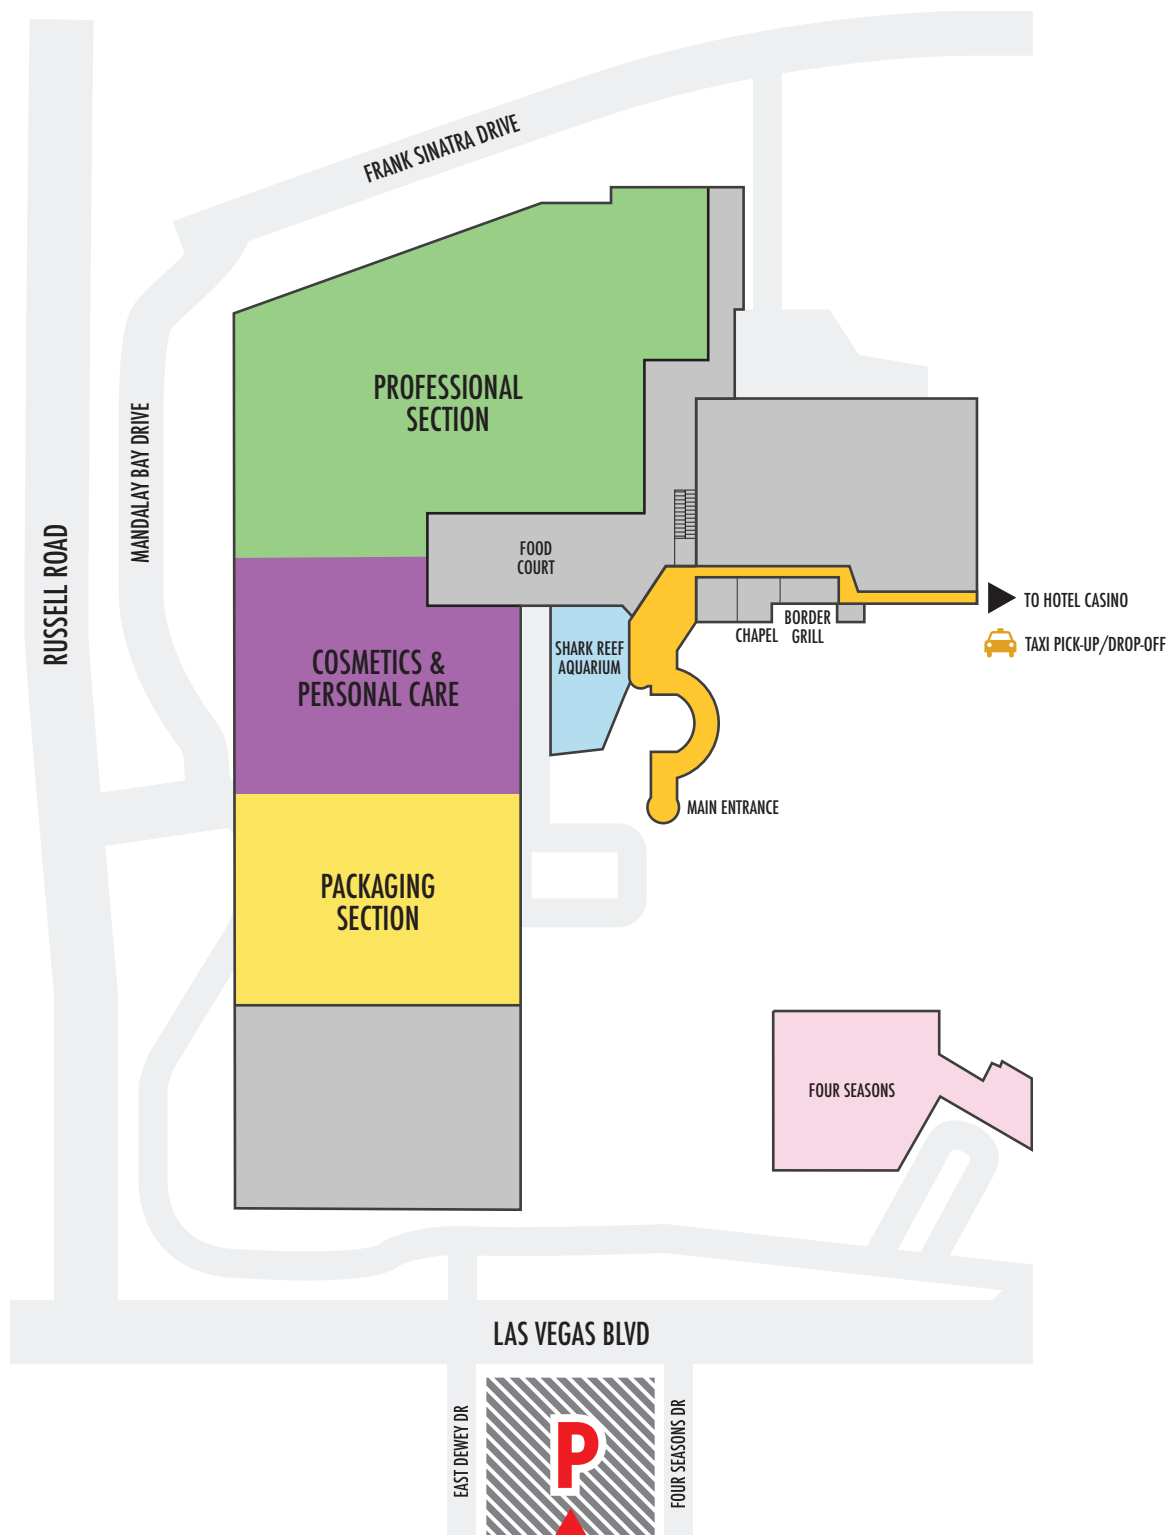 FRANK SINATRA DRIVE
PROFESSIONAL
SECTION
MANDALAY BAY DRIVE
RUSSELL ROAD
FOOD
COURT
TO HOTEL CASINO
CHAPEL
BORDER
GRILL
TAXI PICK-UP/DROP-OFF
SHARK REEF
AQUARIUM
COSMETICS &
PERSONAL CARE
MAIN ENTRANCE
PACKAGING
SECTION
FOUR SEASONS
LAS VEGAS BLVD
EAST DEWEY DR
P
FOUR SEASONS DR